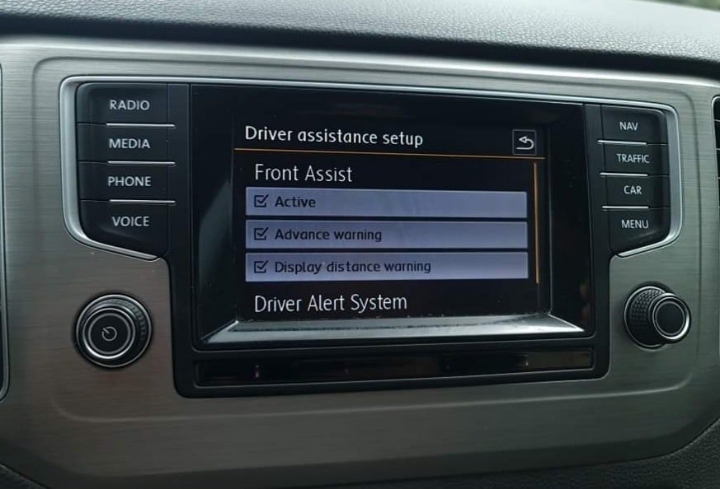 RADIO
MEDIA
PHONE
VOICE
Driver assistance setup
Front Assist
Active
Advance warning
Display distance warning
Driver Alert System
NAV
TRAFFIC
CAR
MENU